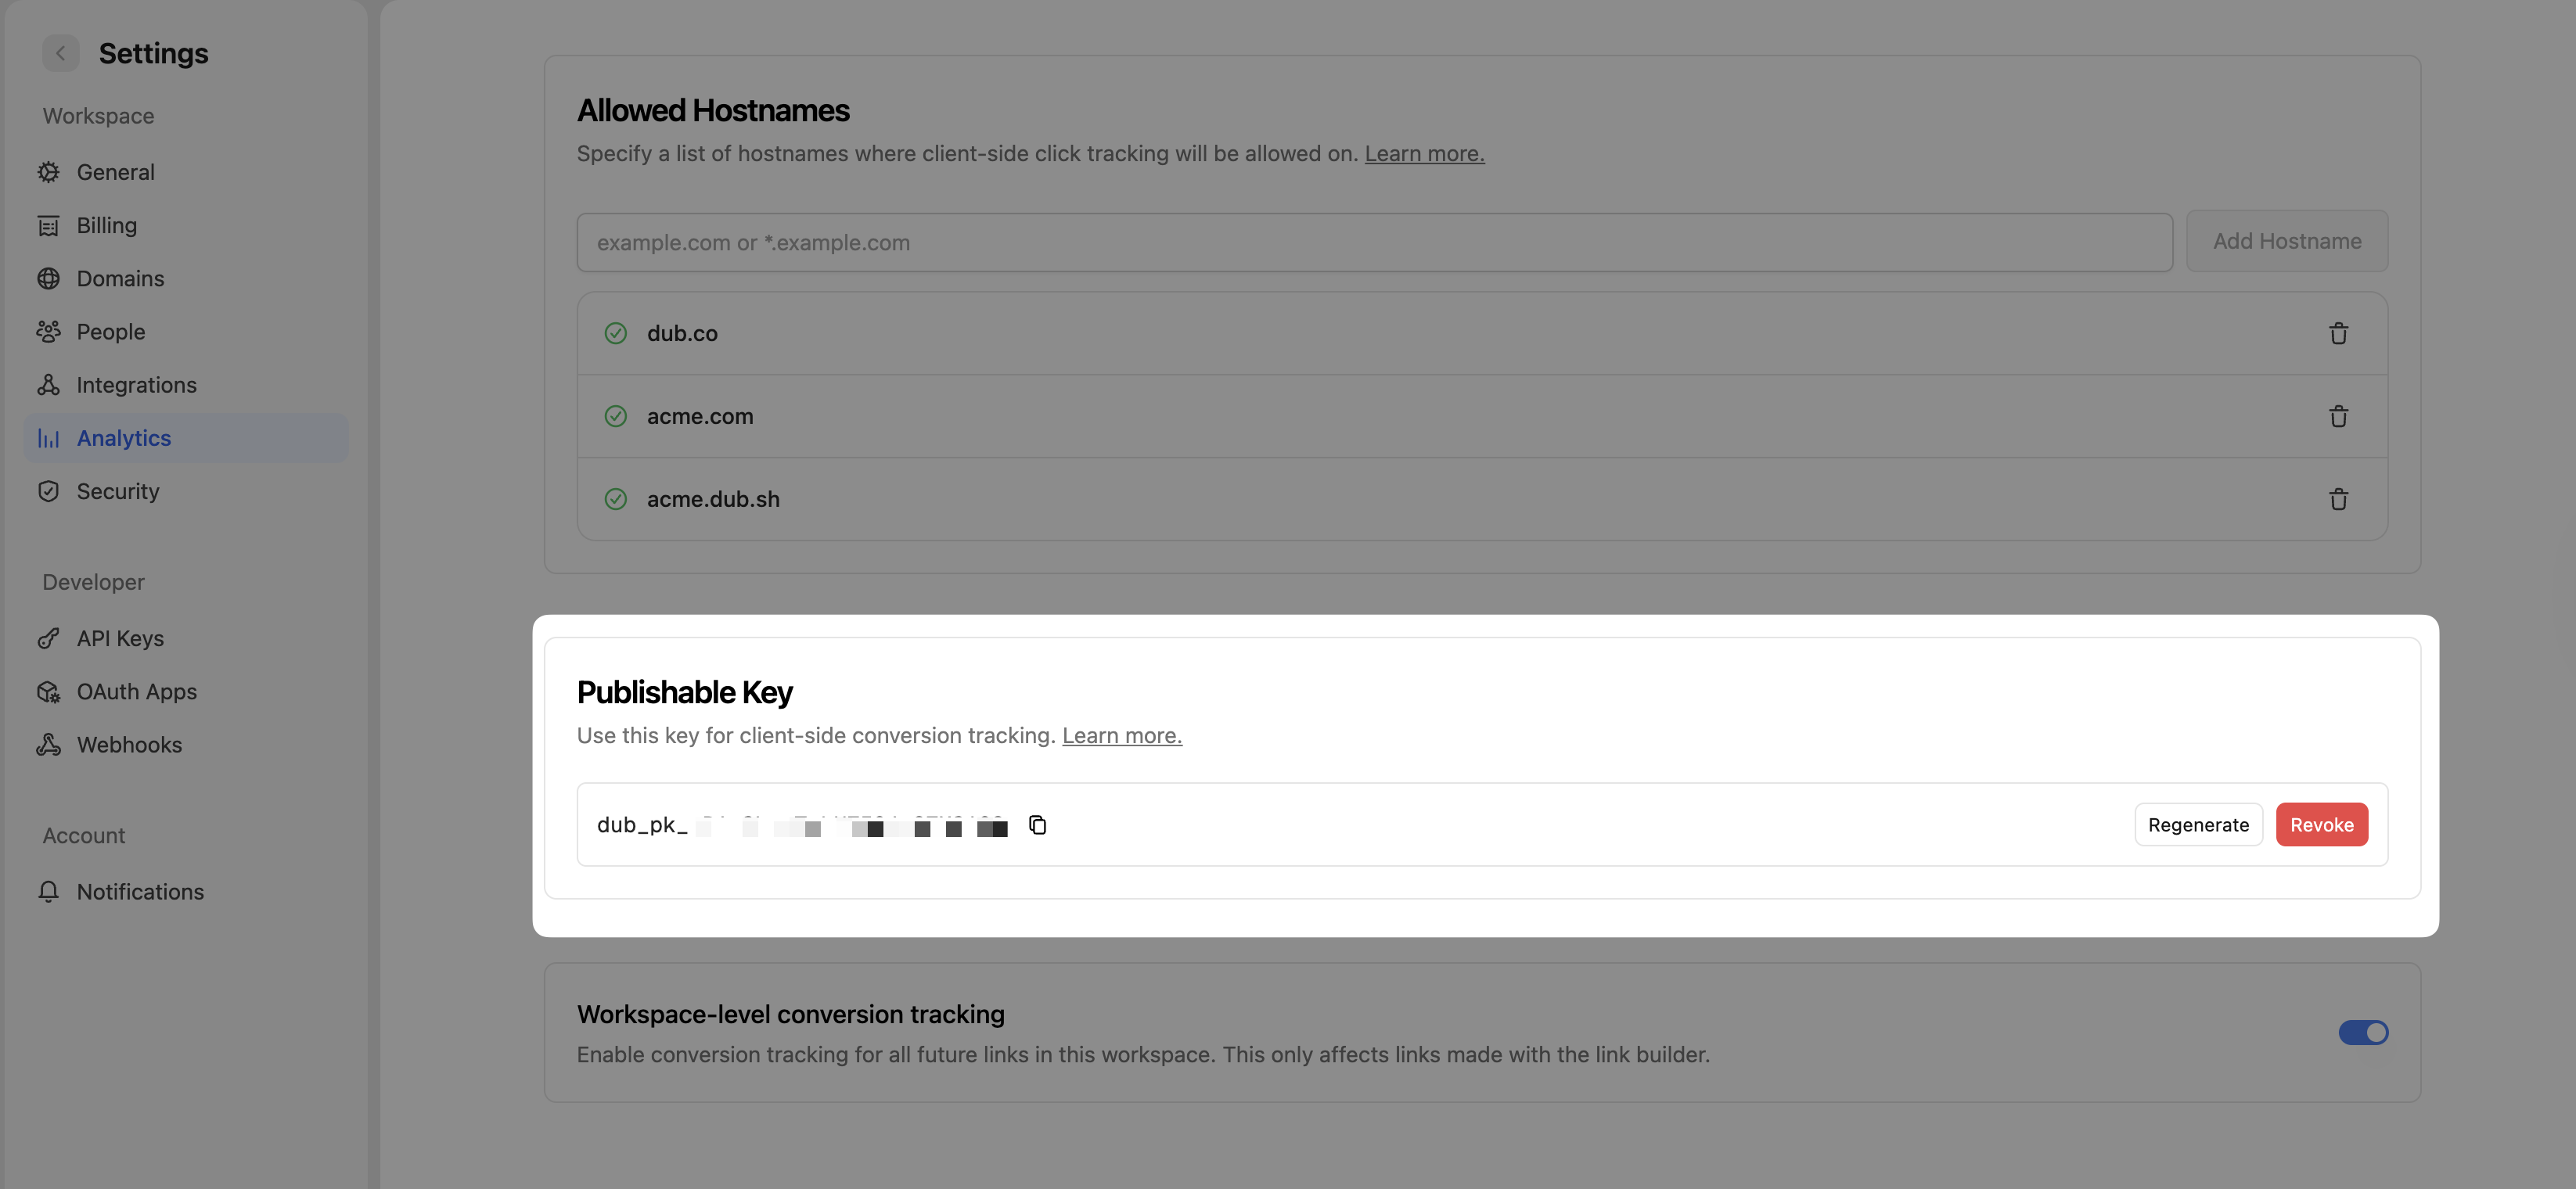 Settings
Workspace
General
Billing
Domains
People
Integrations
Analytics
Security
Developer
API Keys
OAuth Apps
Webhooks
Account
Notifications
Allowed Hostnames
Specify a list of hostnames where client-side click tracking will be allowed on. Learn more.
example.com or *.example.com
Add Hostname
dub.co
acme.com
acme.dub.sh
Publishable Key
Use this key for client-side conversion tracking. Learn more.
dub_pk_
Regenerate
Revoke
Workspace-level conversion tracking
Enable conversion tracking for all future links in this workspace. This only affects links made with the link builder.